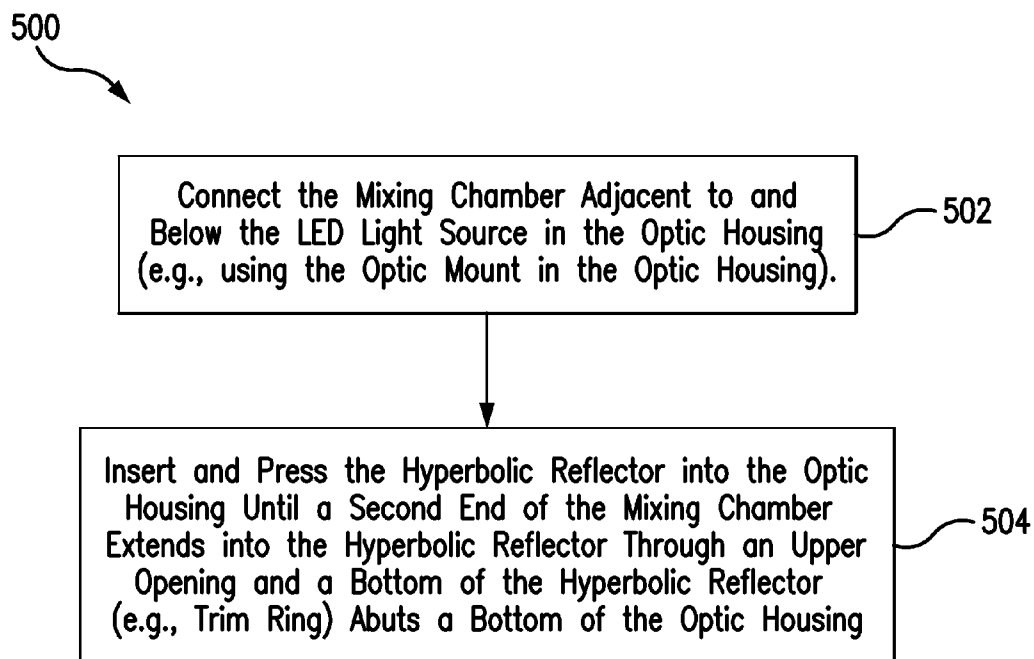 500
Connect the Mixing Chamber Adjacent to and
Below the LED Light Source in the Optic Housing
(e.g., using the Optic Mount in the Optic Housing).
502
Insert and Press the Hyperbolic Reflector into the Optic
Housing Until a Second End of the Mixing Chamber
Extends into the Hyperbolic Reflector Through an Upper
Opening and a Bottom of the Hyperbolic Reflector
(e.g., Trim Ring) Abuts a Bottom of the Optic Housing
504